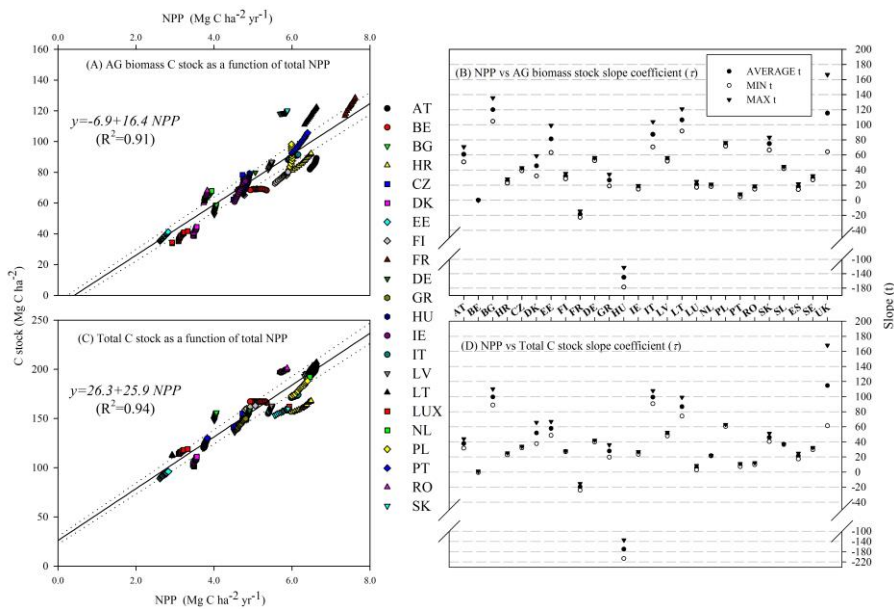 NPP (Mg C ha⁻² yr⁻¹)
0.0 2.0 4.0 6.0 8.0
160
140
120
100
80
60
40
20
0
(A) AG biomass C stock as a function of total NPP
y=-6.9+16.4 NPP
(R²=0.91)
C stock (Mg C ha⁻²)
250
200
150
100
50
0
(C) Total C stock as a function of total NPP
y=26.3+25.9 NPP
(R²=0.94)
0.0 2.0 4.0 6.0 8.0
NPP (Mg C ha⁻² yr⁻¹)
AT
BE
BG
HR
CZ
DK
EE
FI
FR
DE
GR
HU
IE
IT
LV
LT
LUX
NL
PL
PT
RO
SK
(B) NPP vs AG biomass stock slope coefficient (τ)
AVERAGE t
MIN t
MAX t
200
180
160
140
120
100
80
60
40
20
0
-20
-40
-100
-140
-180
AT BE BG HR CZ DK EE FI FR DE GR HU IE IT LV LT LU NL PL PT RO SK SL ES SE UK
Slope (t)
(D) NPP vs Total C stock slope coefficient (τ)
200
180
160
140
120
100
80
60
40
20
0
-20
-40
-100
-140
-180
-220